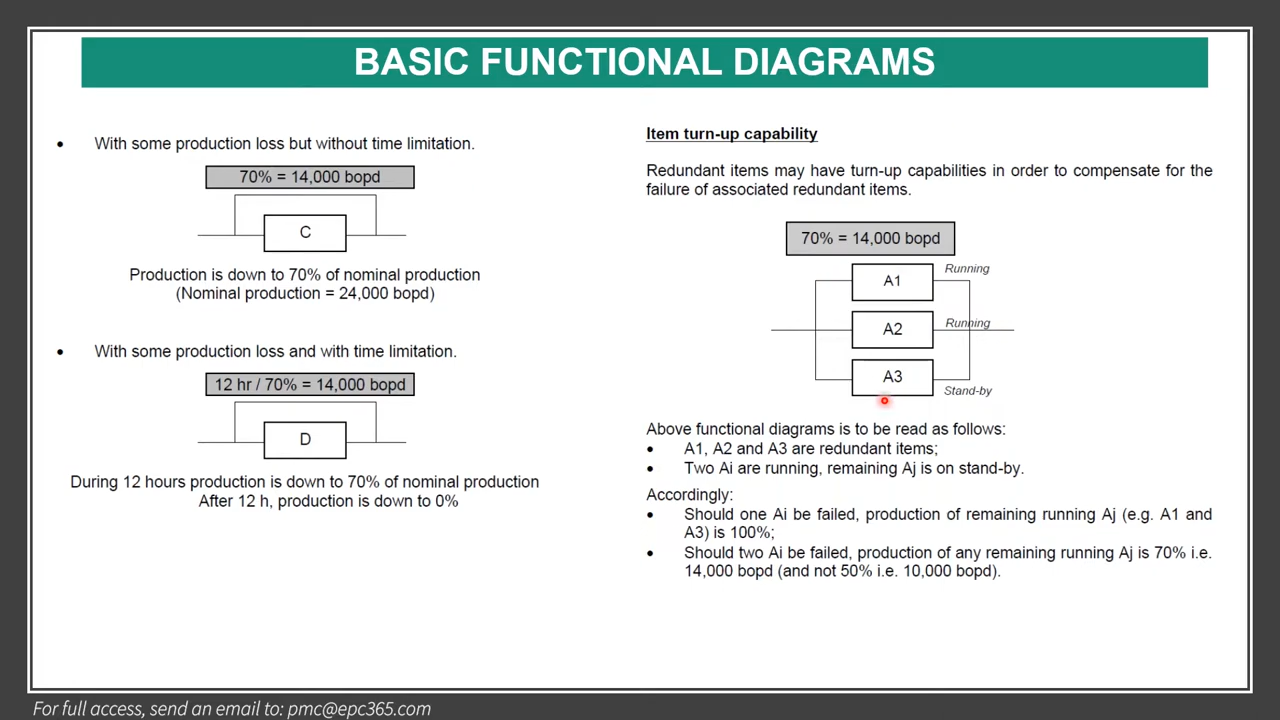 BASIC FUNCTIONAL DIAGRAMS
• With some production loss but without time limitation.
70% = 14,000 bopd
C
Production is down to 70% of nominal production
(Nominal production = 24,000 bopd)
• With some production loss and with time limitation.
12 hr / 70% = 14,000 bopd
D
During 12 hours production is down to 70% of nominal production
After 12 h, production is down to 0%
Item turn-up capability
Redundant items may have turn-up capabilities in order to compensate for the
failure of associated redundant items.
70% = 14,000 bopd
Running
A1
A2
Running
A3
Stand-by
Above functional diagrams is to be read as follows:
• A1, A2 and A3 are redundant items;
• Two Ai are running, remaining Aj is on stand-by.
Accordingly:
• Should one Ai be failed, production of remaining running Aj (e.g. A1 and
A3) is 100%;
• Should two Ai be failed, production of any remaining running Aj is 70% i.e.
14,000 bopd (and not 50% i.e. 10,000 bopd).
For full access, send an email to: pmc@epc365.com